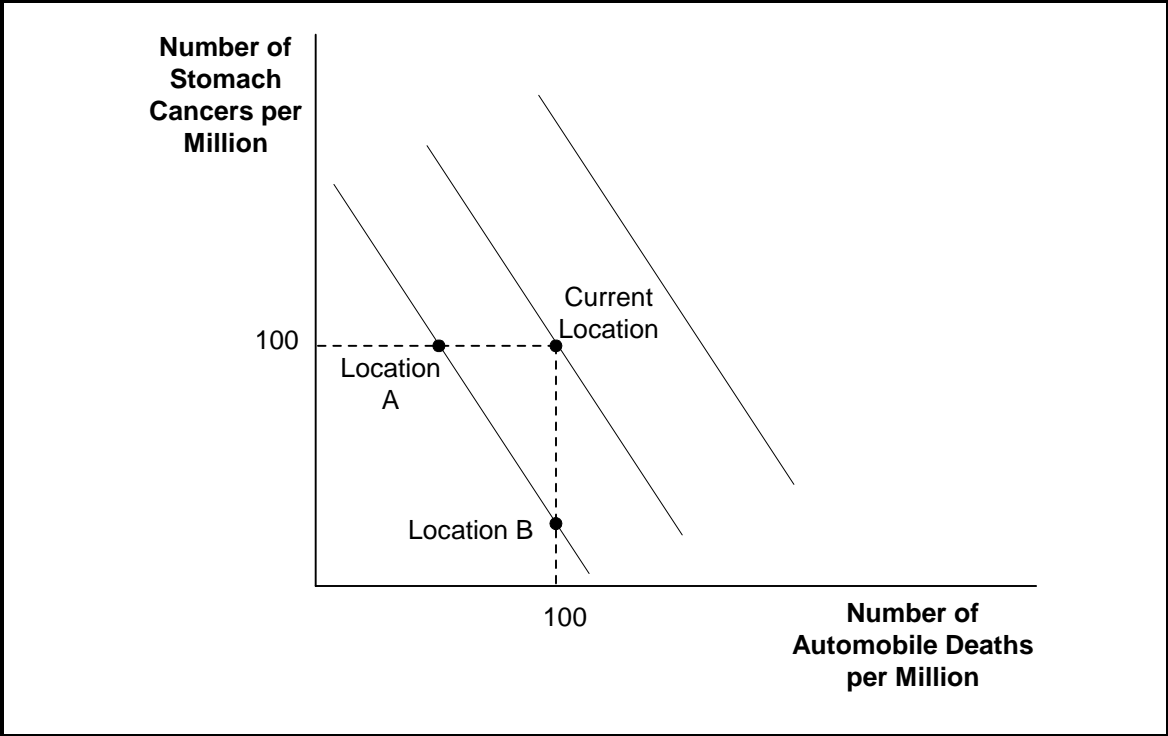 Number of
Stomach
Cancers per
Million
Current
Location
100
Location
A
Location B
100
Number of
Automobile Deaths
per Million